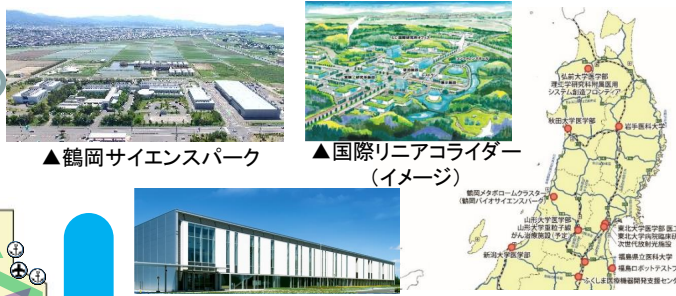 ▲鶴岡サイエンスパーク
▲国際リニアコライダー
(イメージ)
弘前大学医学部
理工学研究科附属医用
システム創造フロンティア
秋田大学医学部
岩手医科大学
鶴岡メタボロームクラスター
(鶴岡バイオサイエンスパーク)
山形大学医学部
山形大学重粒子線
がん治療施設(予定)
東北大学医学部 医工
東北大学病院臨床研
次世代放射光施設
新潟大学医学部
福島県立医科大学
福島ロボットテストフ
ふくしま医療機器開発支援セン